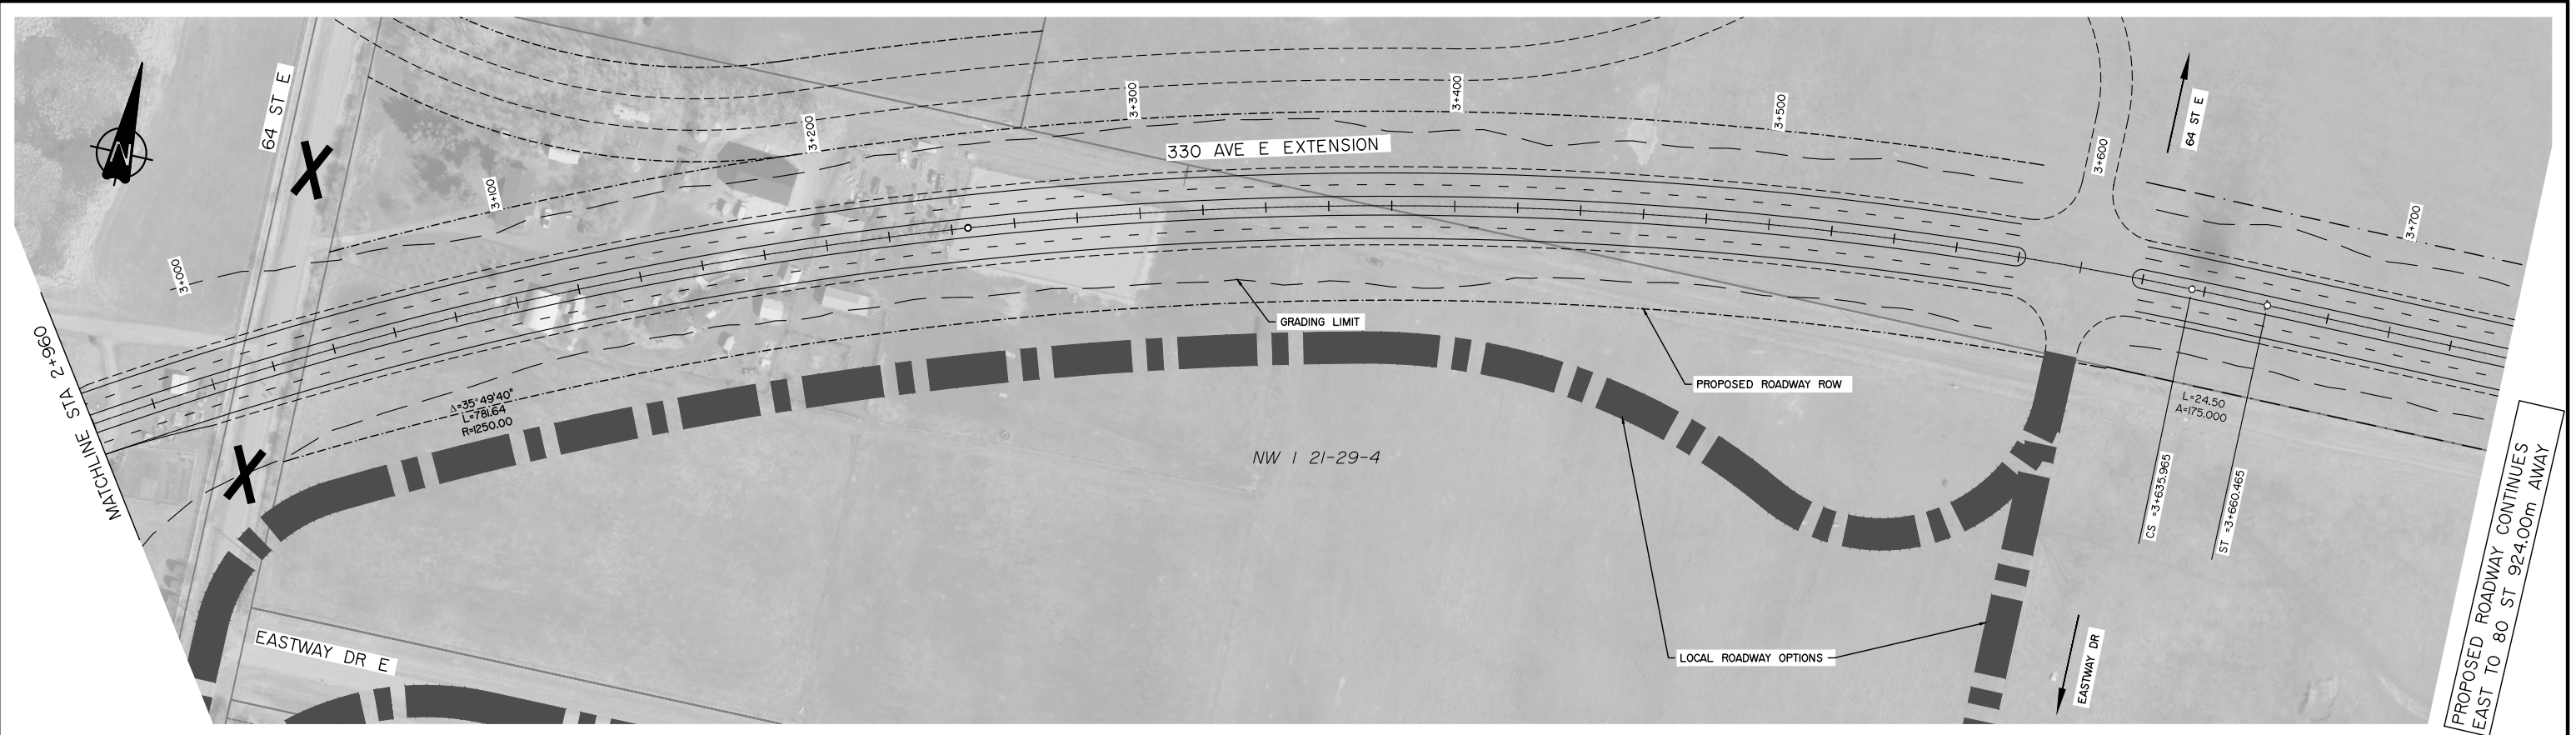 64 ST E
N
3+000
3+100
3+200
3+300
3+400
3+500
3+600
3+700
64 ST E
330 AVE E EXTENSION
MATCHLINE STA 2+960
Δ=35°49'40"
L=781.64
R=1250.00
GRADING LIMIT
PROPOSED ROADWAY ROW
NW 1 21-29-4
L=24.50
A=175.000
CS =3+635.965
ST =3+660.465
EASTWAY DR E
LOCAL ROADWAY OPTIONS
EASTWAY DR
PROPOSED ROADWAY CONTINUES
EAST TO 80 ST 924.00m AWAY